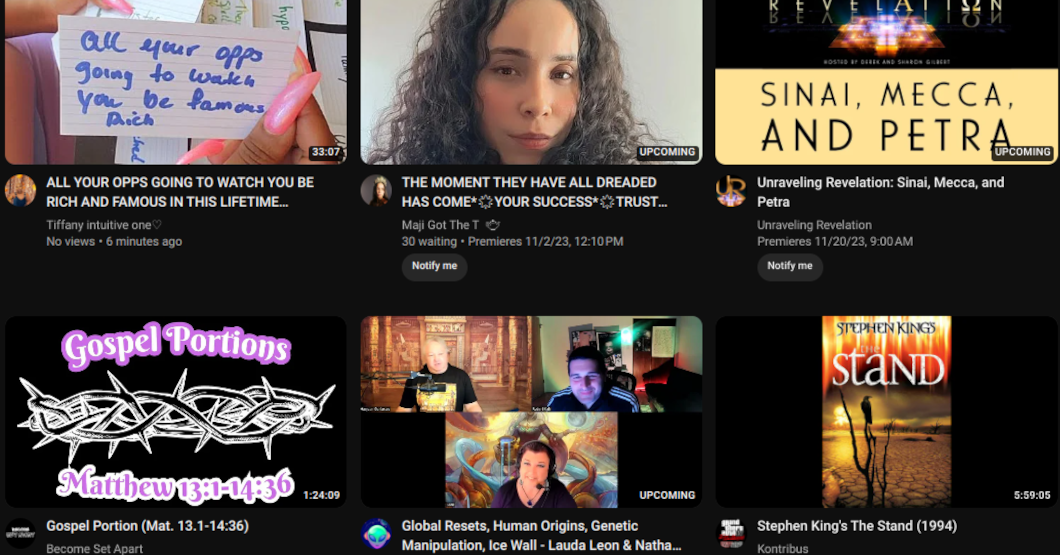 All your opps
going to watch
you be famous
Rich
33:07
ALL YOUR OPPS GOING TO WATCH YOU BE
RICH AND FAMOUS IN THIS LIFETIME...
Tiffany intuitive one♡
No views • 6 minutes ago
UPCOMING
THE MOMENT THEY HAVE ALL DREADED
HAS COME*҉YOUR SUCCESS*҉TRUST...
Maji Got The T 🫖
30 waiting • Premieres 11/2/23, 12:10 PM
Notify me
REVELATION
HOSTED BY DEREK AND SHARON GILBERT
SINAI, MECCA,
AND PETRA
UPCOMING
Unraveling Revelation: Sinai, Mecca, and
Petra
Unraveling Revelation
Premieres 11/20/23, 9:00 AM
Notify me
Gospel Portions
Matthew 13:1-14:36
1:24:09
Gospel Portion (Mat. 13.1-14:36)
Become Set Apart
UPCOMING
Global Resets, Human Origins, Genetic
Manipulation, Ice Wall - Lauda Leon & Natha...
STEPHEN KING'S
The
STAND
5:59:05
Stephen King's The Stand (1994)
Kontribus